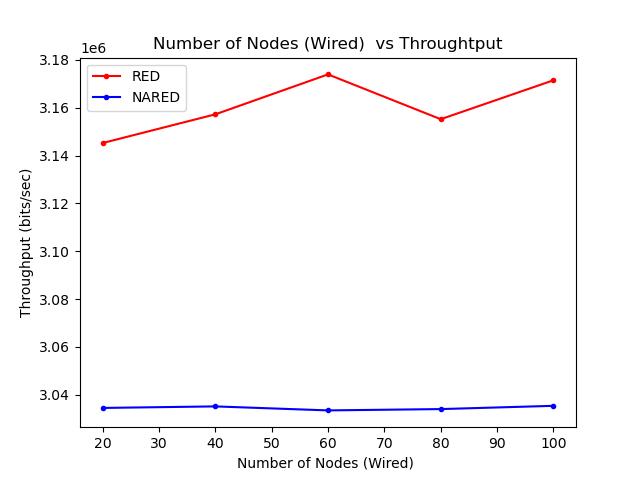 Number of Nodes (Wired)  vs Throughtput
1e6
RED
NARED
3.18
3.16
3.14
3.12
3.10
3.08
3.06
3.04
Throughput (bits/sec)
20 30 40 50 60 70 80 90 100
Number of Nodes (Wired)